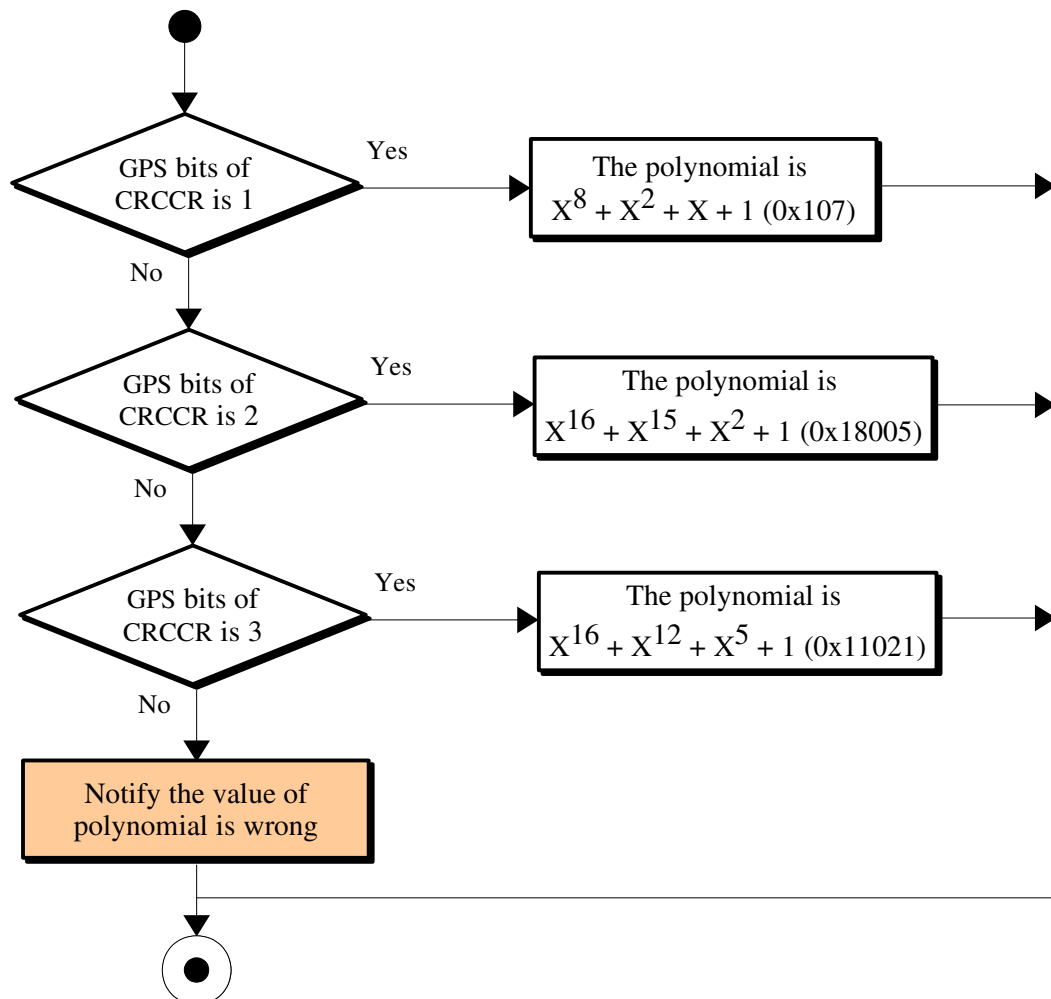 GPS bits of
CRCCR is 1
Yes
The polynomial is
X⁸ + X² + X + 1 (0x107)
No
GPS bits of
CRCCR is 2
Yes
The polynomial is
X¹⁶ + X¹⁵ + X² + 1 (0x18005)
No
GPS bits of
CRCCR is 3
Yes
The polynomial is
X¹⁶ + X¹² + X⁵ + 1 (0x11021)
No
Notify the value of
polynomial is wrong